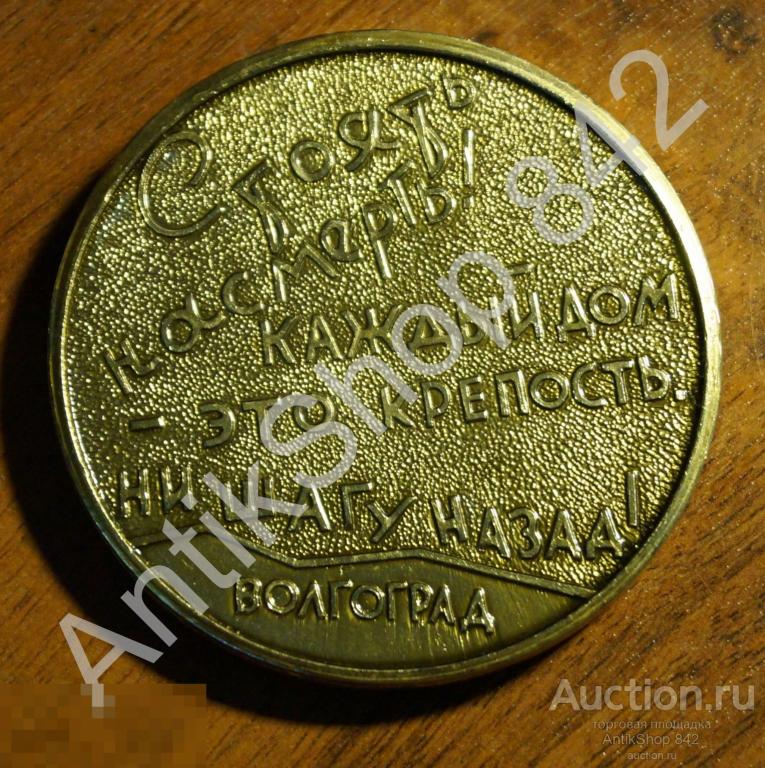 Стоять
насмерть!
КАЖДЫЙ ДОМ
- ЭТО КРЕПОСТЬ.
НИ ШАГУ НАЗАД!
ВОЛГОГРАД
AntikShop 842
Auction.ru
торговая площадка
AntikShop 842
auction.ru